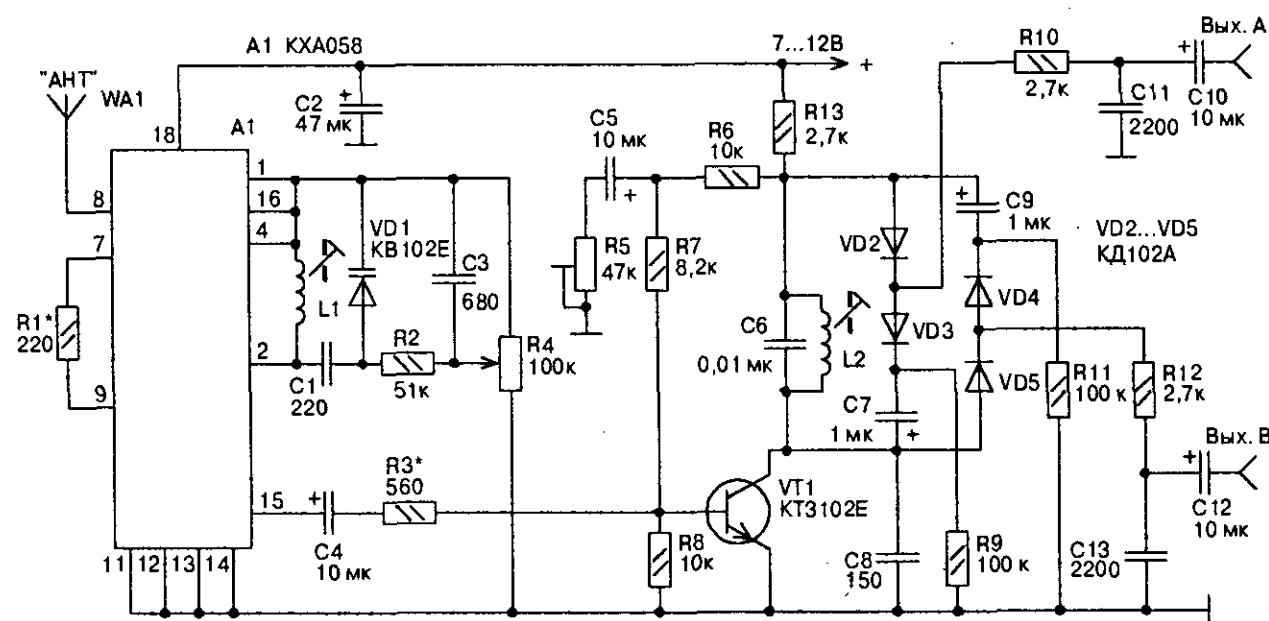 А1 КХА058
7...12В
+
Вых. А
"АНТ"
WA1
18
+
C2
47 мк
А1
C5
10 мк
+
R6
10к
R13
2,7к
R10
2,7к
C11
2200
+
C10
10 мк
8
7
R1*
220
9
1
16
4
2
L1
VD1
КВ102Е
C3
680
C1
220
R2
51к
R4
100к
R5
47к
R7
8,2к
C6
0,01 мк
L2
VD2
VD3
+
C9
1 мк
VD4
VD5
VD2...VD5
КД102А
C7
1 мк
+
R11
100 к
R12
2,7к
15
+
C4
10 мк
R3*
560
VT1
КТ3102Е
R8
10к
C8
150
R9
100 к
C13
2200
Вых. В
+
C12
10 мк
11
12
13
14